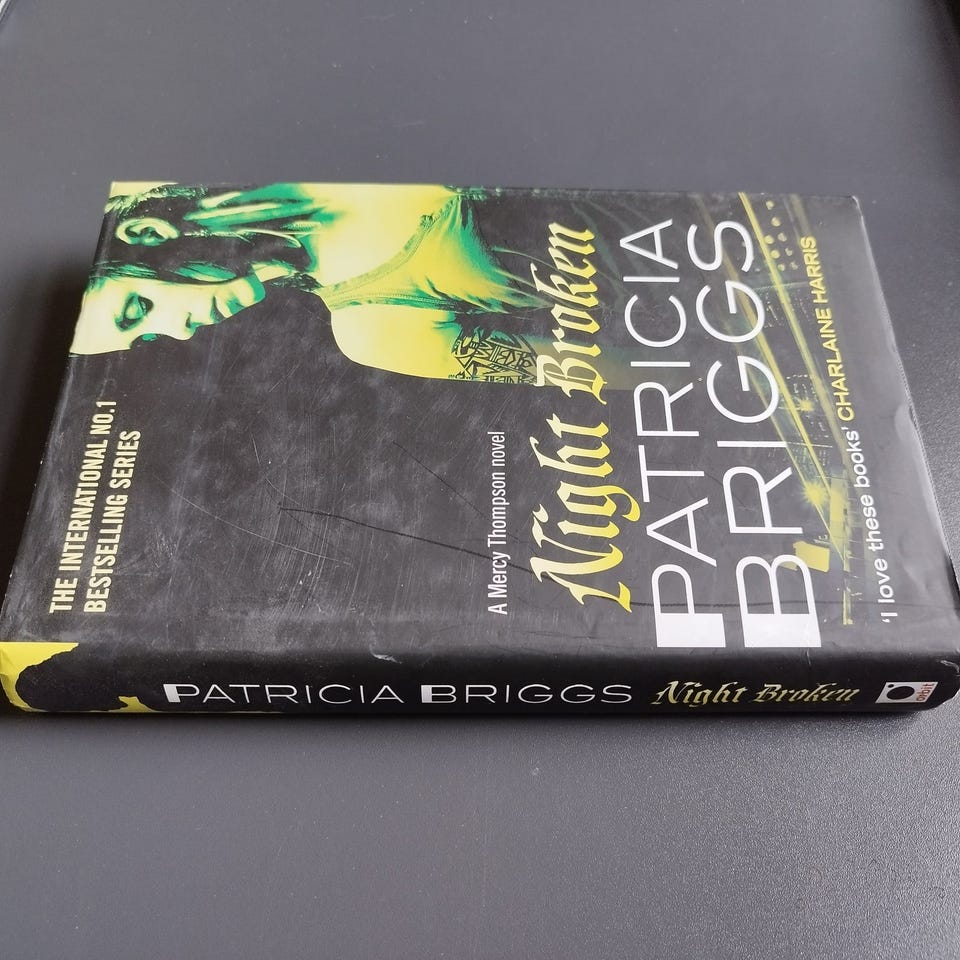 THE INTERNATIONAL NO.1
BESTSELLING SERIES
A Mercy Thompson novel
Night Broken
PATRICIA
BRIGGS
'I love these books' CHARLAINE HARRIS
PATRICIA BRIGGS Night Broken orbit